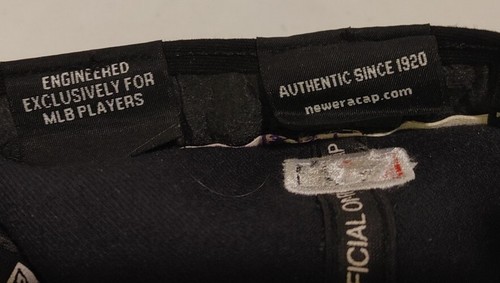 ENGINEERED
EXCLUSIVELY FOR
MLB PLAYERS
AUTHENTIC SINCE 1920
neweracap.com